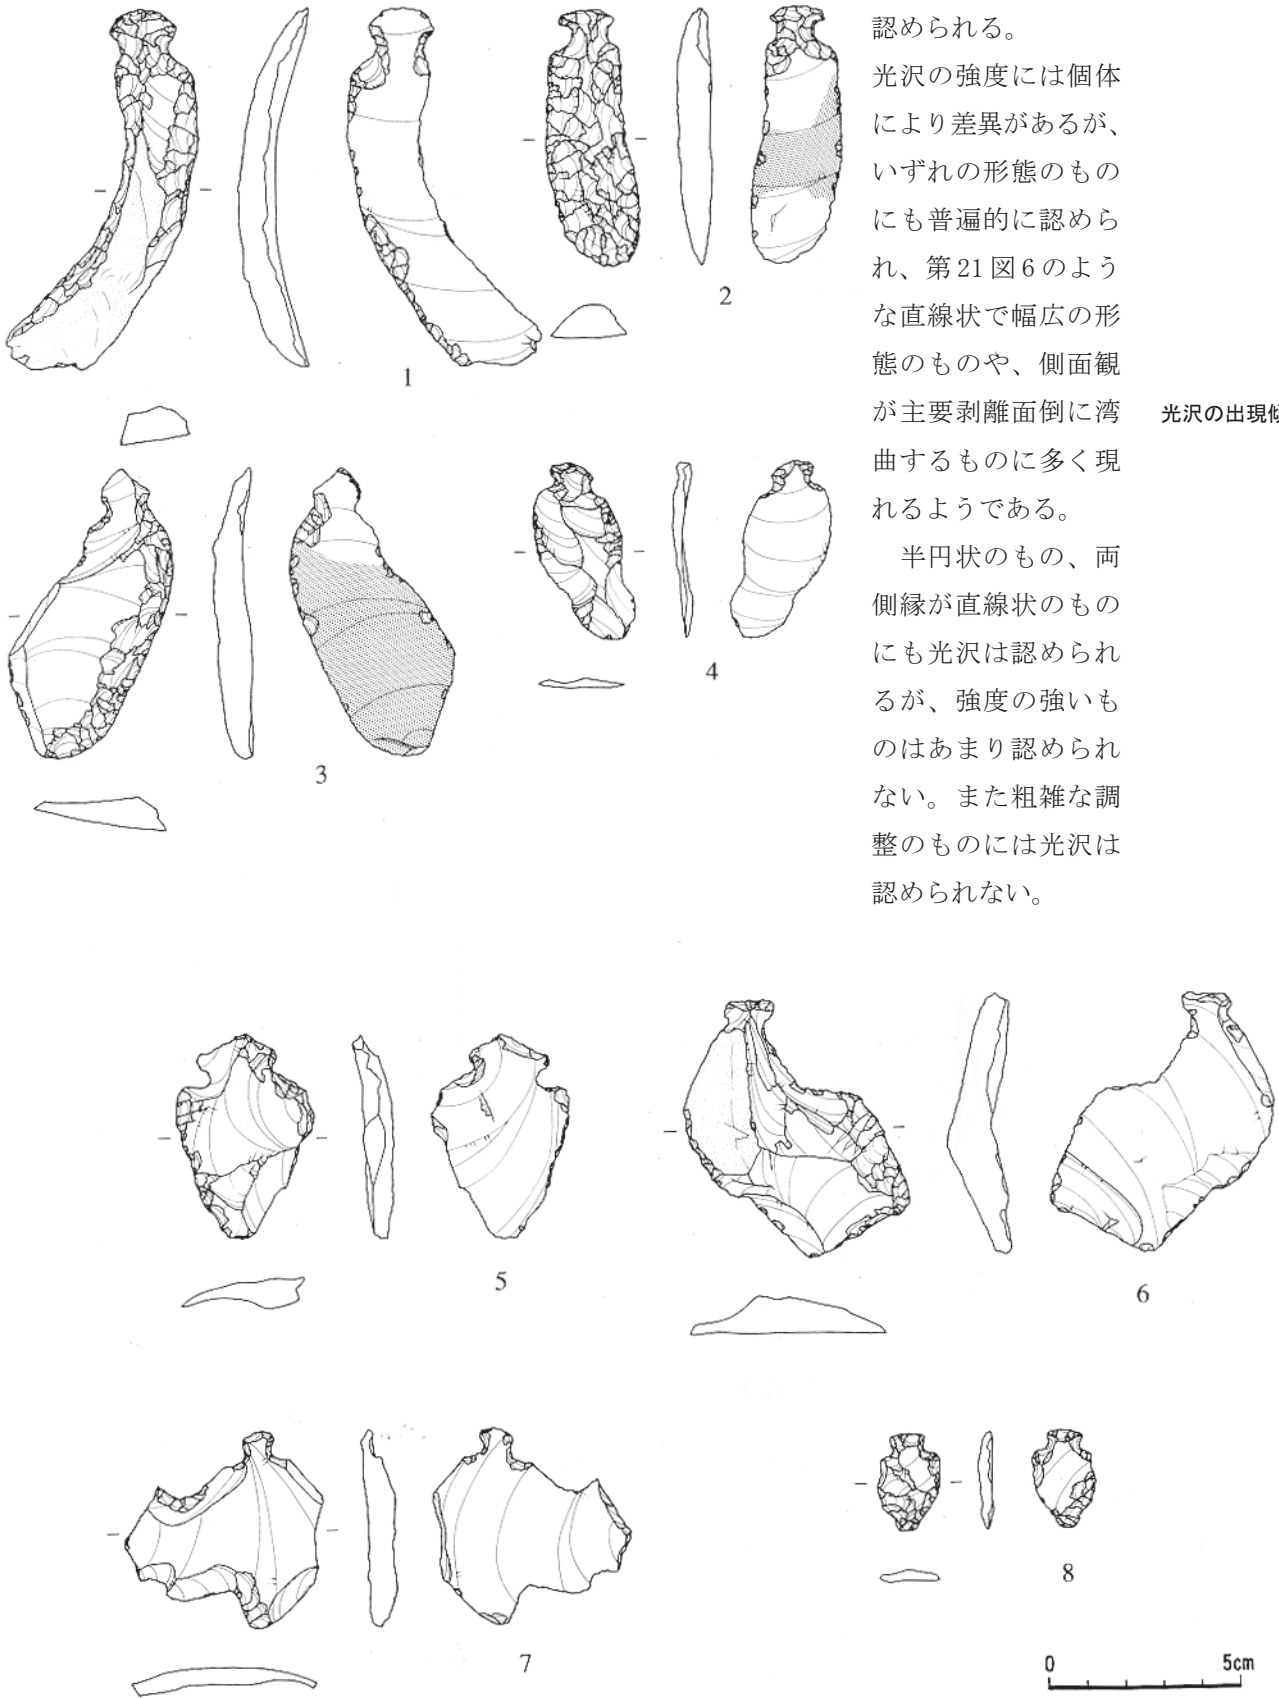 認められる。
光沢の強度には個体
により差異があるが、
いずれの形態のもの
にも普遍的に認めら
れ、第21図6のよう
な直線状で幅広の形
態のものや、側面観
が主要剥離面倒に湾
曲するものに多く現
れるようである。
半円状のもの、両
側縁が直線状のもの
にも光沢は認められ
るが、強度の強いも
のはあまり認められ
ない。また粗雑な調
整のものには光沢は
認められない。
光沢の出現
1
2
3
4
5
6
7
8
0 5cm